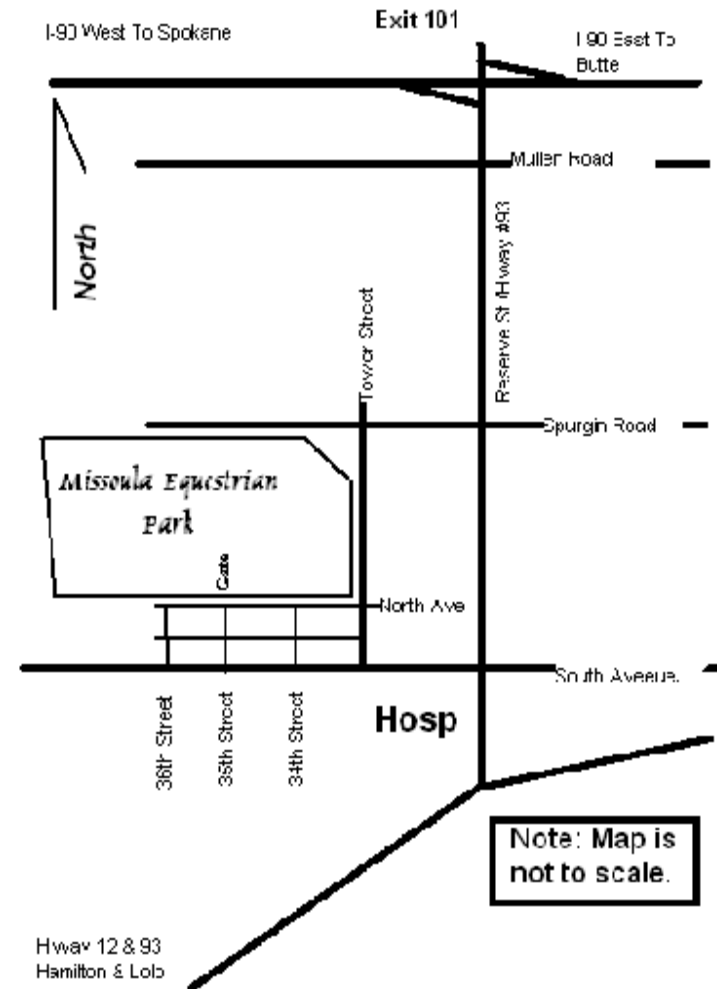 I-90 West To Spokane
Exit 101
I 90 East To
Butte
Mullen Road
North
Reserve St/Hway #93
Tower Street
Spurgin Road
Missoula Equestrian
Park
Gate
North Ave
South Aveeue.
36th Street
35th Street
34th Street
Hosp
Note: Map is
not to scale.
Hway 12 & 93
Hamilton & Lolo